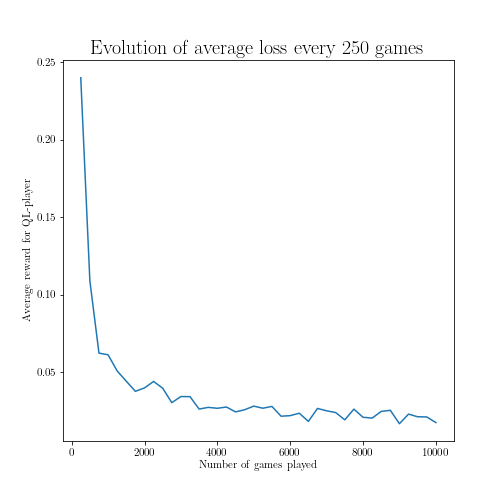 Evolution of average loss every 250 games
0.25
0.20
0.15
0.10
0.05
Average reward for QL-player
0 2000 4000 6000 8000 10000
Number of games played